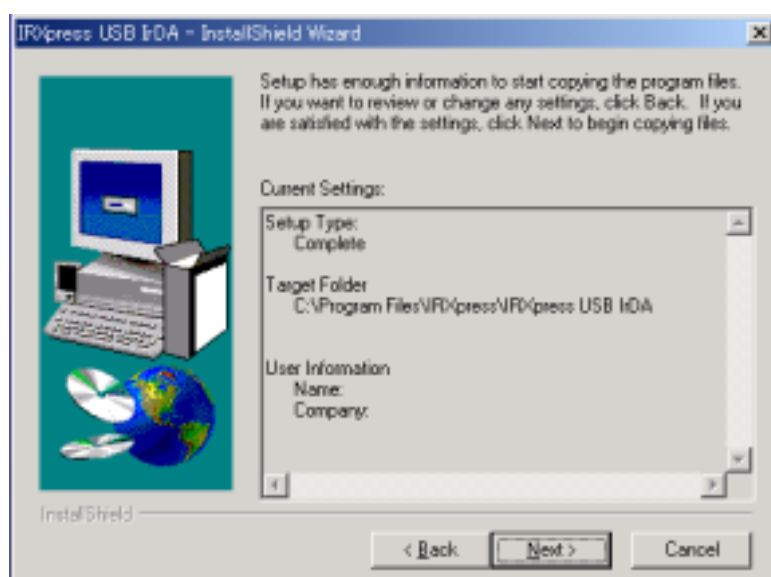 IRXpress USB IrDA - InstallShield Wizard
Setup has enough information to start copying the program files.
If you want to review or change any settings, click Back. If you
are satisfied with the settings, click Next to begin copying files.
Current Settings:
Setup Type:
Complete
Target Folder
C:\Program Files\IRXpress\IRXpress USB IrDA
User Information
Name:
Company:
InstallShield
< Back
Next >
Cancel